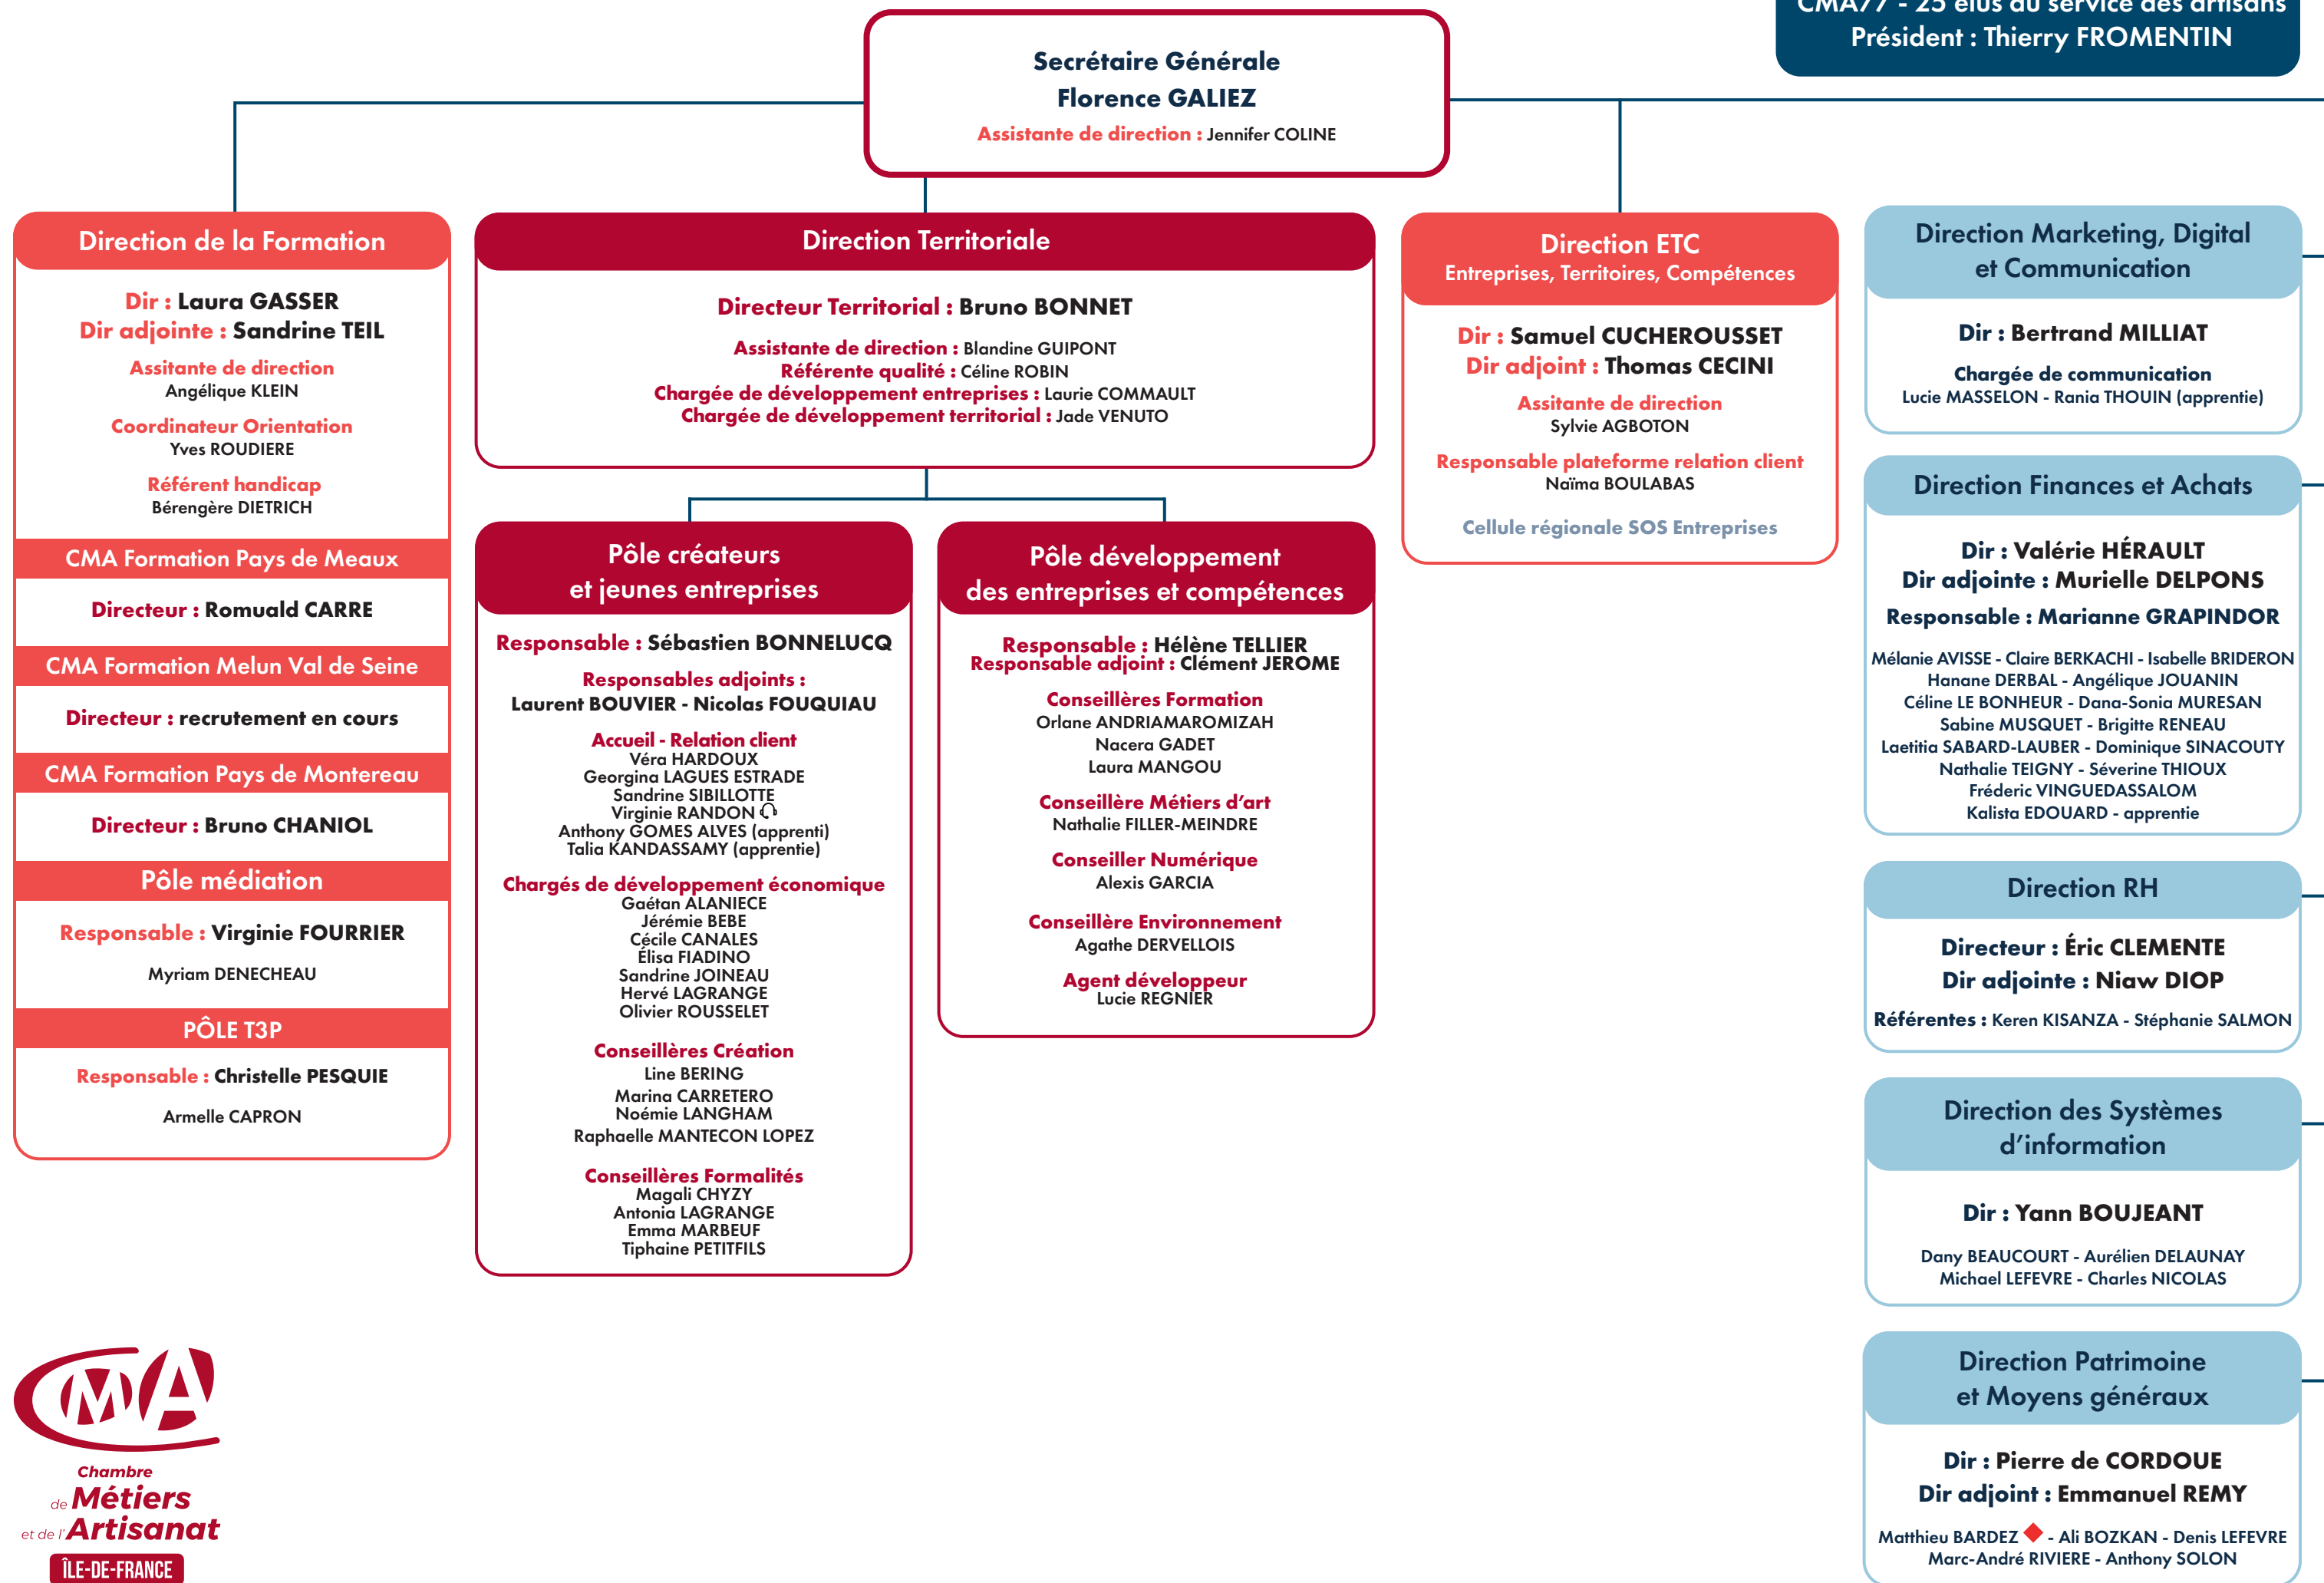 CMA77 - 25 élus au service des artisans
Président : Thierry FROMENTIN
Secrétaire Générale
Florence GALIEZ
Assistante de direction : Jennifer COLINE
Direction de la Formation
Dir : Laura GASSER
Dir adjointe : Sandrine TEIL
Assitante de direction
Angélique KLEIN
Coordinateur Orientation
Yves ROUDIERE
Référent handicap
Bérengère DIETRICH
CMA Formation Pays de Meaux
Directeur : Romuald CARRE
CMA Formation Melun Val de Seine
Directeur : recrutement en cours
CMA Formation Pays de Montereau
Directeur : Bruno CHANIOL
Pôle médiation
Responsable : Virginie FOURRIER
Myriam DENECHEAU
PÔLE T3P
Responsable : Christelle PESQUIE
Armelle CAPRON
Direction Territoriale
Directeur Territorial : Bruno BONNET
Assistante de direction : Blandine GUIPONT
Référente qualité : Céline ROBIN
Chargée de développement entreprises : Laurie COMMAULT
Chargée de développement territorial : Jade VENUTO
Pôle créateurs
et jeunes entreprises
Responsable : Sébastien BONNELUCQ
Responsables adjoints :
Laurent BOUVIER - Nicolas FOUQUIAU
Accueil - Relation client
Véra HARDOUX
Georgina LAGUES ESTRADE
Sandrine SIBILLOTTE
Virginie RANDON
Anthony GOMES ALVES (apprenti)
Talia KANDASSAMY (apprentie)
Chargés de développement économique
Gaétan ALANIECE
Jérémie BEBE
Cécile CANALES
Élisa FIADINO
Sandrine JOINEAU
Hervé LAGRANGE
Olivier ROUSSELET
Conseillères Création
Line BERING
Marina CARRETERO
Noémie LANGHAM
Raphaelle MANTECON LOPEZ
Conseillères Formalités
Magali CHYZY
Antonia LAGRANGE
Emma MARBEUF
Tiphaine PETITFILS
Pôle développement
des entreprises et compétences
Responsable : Hélène TELLIER
Responsable adjoint : Clément JEROME
Conseillères Formation
Orlane ANDRIAMAROMIZAH
Nacera GADET
Laura MANGOU
Conseillère Métiers d'art
Nathalie FILLER-MEINDRE
Conseiller Numérique
Alexis GARCIA
Conseillère Environnement
Agathe DERVELLOIS
Agent développeur
Lucie REGNIER
Direction ETC
Entreprises, Territoires, Compétences
Dir : Samuel CUCHEROUSSET
Dir adjoint : Thomas CECINI
Assitante de direction
Sylvie AGBOTON
Responsable plateforme relation client
Naïma BOULABAS
Cellule régionale SOS Entreprises
Direction Marketing, Digital
et Communication
Dir : Bertrand MILLIAT
Chargée de communication
Lucie MASSELON - Rania THOUIN (apprentie)
Direction Finances et Achats
Dir : Valérie HÉRAULT
Dir adjointe : Murielle DELPONS
Responsable : Marianne GRAPINDOR
Mélanie AVISSE - Claire BERKACHI - Isabelle BRIDERON
Hanane DERBAL - Angélique JOUANIN
Céline LE BONHEUR - Dana-Sonia MURESAN
Sabine MUSQUET - Brigitte RENEAU
Laetitia SABARD-LAUBER - Dominique SINACOUTY
Nathalie TEIGNY - Séverine THIOUX
Fréderic VINGUEDASSALOM
Kalista EDOUARD - apprentie
Direction RH
Directeur : Éric CLEMENTE
Dir adjointe : Niaw DIOP
Référentes : Keren KISANZA - Stéphanie SALMON
Direction des Systèmes
d'information
Dir : Yann BOUJEANT
Dany BEAUCOURT - Aurélien DELAUNAY
Michael LEFEVRE - Charles NICOLAS
Direction Patrimoine
et Moyens généraux
Dir : Pierre de CORDOUE
Dir adjoint : Emmanuel REMY
Matthieu BARDEZ - Ali BOZKAN - Denis LEFEVRE
Marc-André RIVIERE - Anthony SOLON
CMA
Chambre
de Métiers
et de l'Artisanat
ÎLE-DE-FRANCE